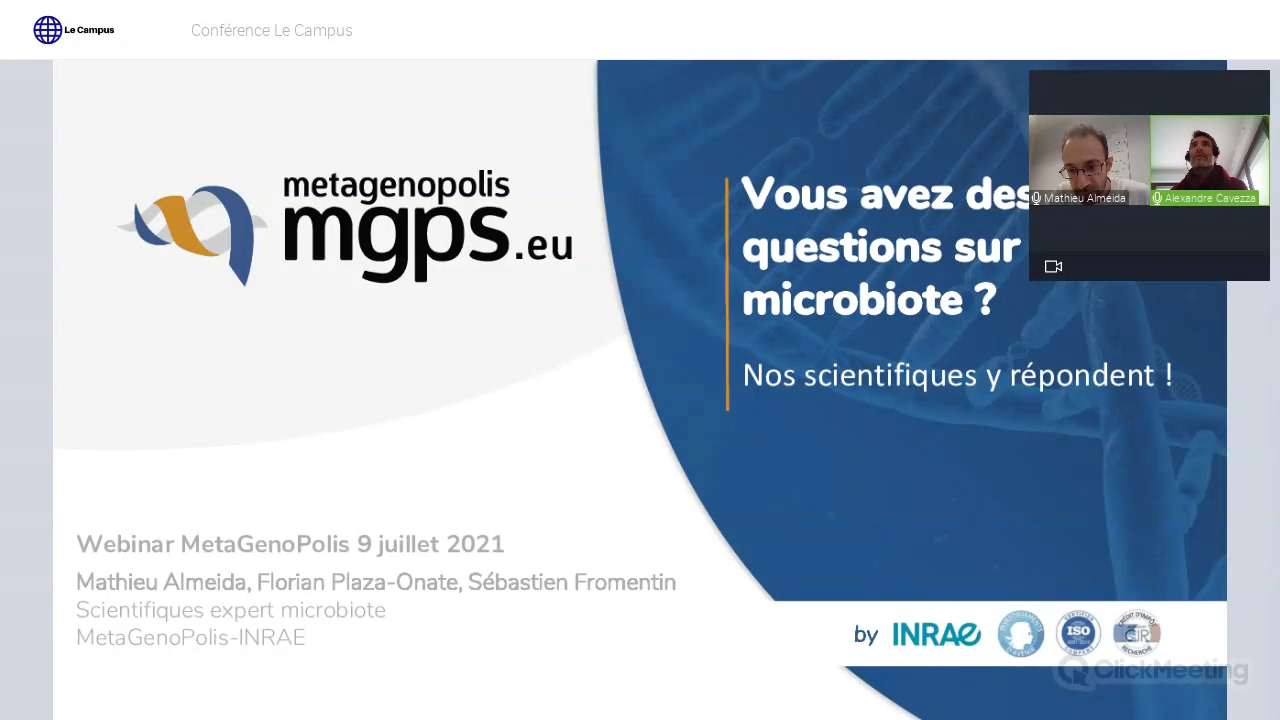 Le Campus
Conférence Le Campus
metagenopolis
mgps.eu
Vous avez des
questions sur
microbiote ?
Nos scientifiques y répondent !
Mathieu Almeida
Alexandre Cavezza
Webinar MetaGenoPolis 9 juillet 2021
Mathieu Almeida, Florian Plaza-Onate, Sébastien Fromentin
Scientifiques expert microbiote
MetaGenoPolis-INRAE
by INRAE
ISO
CIR
ClickMeeting